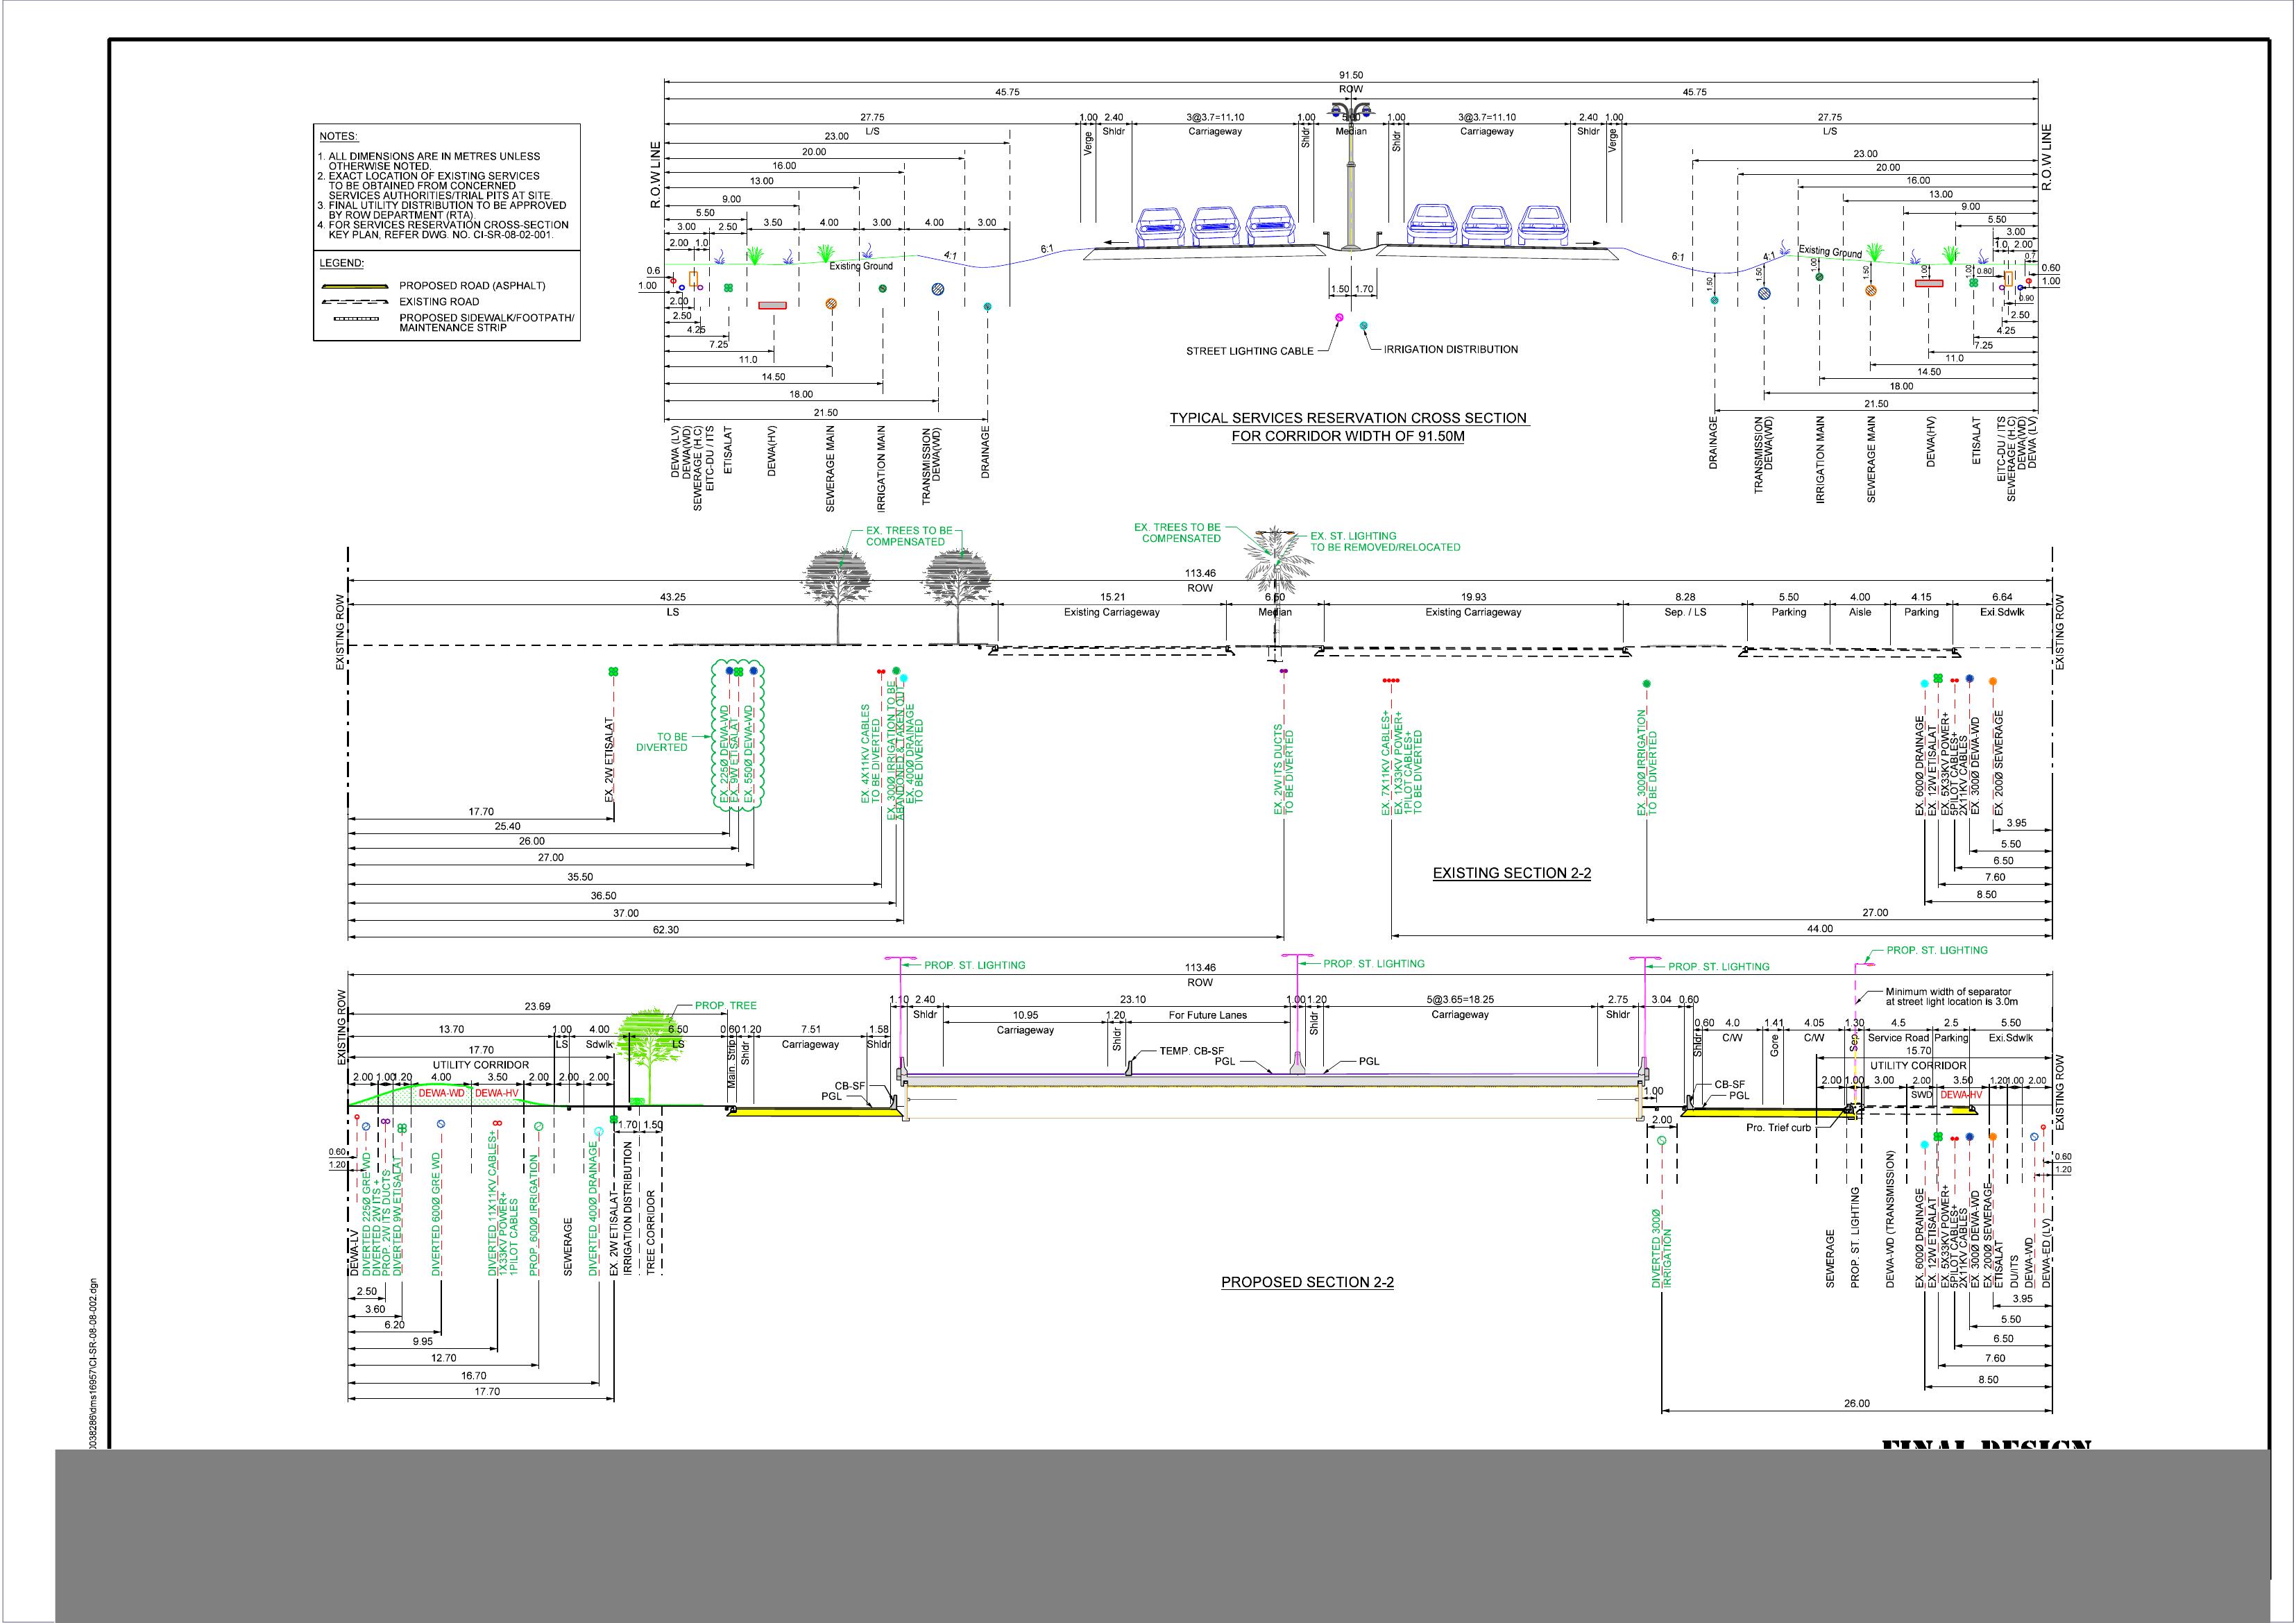 NOTES:
1. ALL DIMENSIONS ARE IN METRES UNLESS
OTHERWISE NOTED.
2. EXACT LOCATION OF EXISTING SERVICES
TO BE OBTAINED FROM CONCERNED
SERVICES AUTHORITIES/TRIAL PITS AT SITE.
3. FINAL UTILITY DISTRIBUTION TO BE APPROVED
BY ROW DEPARTMENT (RTA).
4. FOR SERVICES RESERVATION CROSS-SECTION
KEY PLAN, REFER DWG. NO. CI-SR-08-02-001.
LEGEND:
PROPOSED ROAD (ASPHALT)
EXISTING ROAD
PROPOSED SIDEWALK/FOOTPATH/
MAINTENANCE STRIP
91.50
ROW
45.75 45.75
27.75 1.00 2.40 3@3.7=11.10 1.00 1.00 3@3.7=11.10 2.40 1.00 27.75
L/S Verge Shldr Carriageway Shldr Median Shldr Carriageway Shldr Verge L/S
R.O.W LINE
R.O.W LINE
23.00 23.00
20.00 20.00
16.00 16.00
13.00 13.00
9.00 9.00
5.50 5.50
3.00 2.50 3.50 4.00 3.00 4.00 3.00 3.00
2.00 1.0 1.0 2.00
0.7
6:1 4:1 Existing Ground 6:1 4:1 Existing Ground
0.6 0.60
1.00 1.00
1.50 1.50 1.00 1.50 1.00 1.00 0.80
0.90
1.50 1.70
2.00
2.50 2.50
4.25 4.25
7.25 7.25
11.0 11.0
14.50 14.50
18.00 18.00
21.50 21.50
STREET LIGHTING CABLE IRRIGATION DISTRIBUTION
DEWA (LV)
DEWA(WD)
SEWERAGE (H.C)
EITC-DU / ITS
ETISALAT
DEWA(HV)
SEWERAGE MAIN
IRRIGATION MAIN
TRANSMISSION
DEWA(WD)
DRAINAGE
TYPICAL SERVICES RESERVATION CROSS SECTION
FOR CORRIDOR WIDTH OF 91.50M
DRAINAGE
TRANSMISSION
DEWA(WD)
IRRIGATION MAIN
SEWERAGE MAIN
DEWA(HV)
ETISALAT
EITC-DU / ITS
SEWERAGE (H.C)
DEWA(WD)
DEWA (LV)
EX. TREES TO BE
COMPENSATED
EX. TREES TO BE
COMPENSATED
EX. ST. LIGHTING
TO BE REMOVED/RELOCATED
113.46
ROW
43.25 15.21 6.60 19.93 8.28 5.50 4.00 4.15 6.64
LS Existing Carriageway Median Existing Carriageway Sep. / LS Parking Aisle Parking Exi.Sdwlk
EXISTING ROW
EXISTING ROW
EX. 2W ETISALAT
TO BE
DIVERTED
EX. 225Ø DEWA-WD
EX. 9W ETISALAT
EX. 550Ø DEWA-WD
EX. 4X11KV CABLES
TO BE DIVERTED
EX. 300Ø IRRIGATION TO BE
ABANDONED & TAKEN OUT
EX. 400Ø DRAINAGE
TO BE DIVERTED
EX. 2W ITS DUCTS
TO BE DIVERTED
EX. 7X11KV CABLES+
EX. 1X33KV POWER+
1PILOT CABLES+
TO BE DIVERTED
EX. 300Ø IRRIGATION
TO BE DIVERTED
EX. 600Ø DRAINAGE
EX. 12W ETISALAT
EX. 5X33KV POWER+
5PILOT CABLES+
2X11KV CABLES
EX. 300Ø DEWA-WD
EX. 200Ø SEWERAGE
17.70 3.95
25.40 5.50
26.00 6.50
27.00 7.60
35.50 8.50
36.50
37.00 27.00
62.30 44.00
EXISTING SECTION 2-2
PROP. ST. LIGHTING PROP. ST. LIGHTING PROP. ST. LIGHTING PROP. ST. LIGHTING
113.46
ROW
Minimum width of separator
at street light location is 3.0m
EXISTING ROW
EXISTING ROW
PROP. TREE
23.69 1.10 2.40 23.10 1.00 1.20 5@3.65=18.25 2.75 3.04 0.60
Shldr 10.95 1.20 For Future Lanes Shldr Carriageway Shldr
Carriageway Shldr
13.70 1.00 4.00 6.50 0.60 1.20 7.51 1.58 0.60 4.0 1.41 4.05 1.30 4.5 2.5 5.50
LS Sdwlk LS Main. Strip Shldr Carriageway Shldr Shldr C/W Gore C/W Sep. Service Road Parking Exi.Sdwlk
17.70 15.70
UTILITY CORRIDOR UTILITY CORRIDOR
2.00 1.00 1.20 4.00 3.50 2.00 2.00 2.00 2.00 1.00 3.00 2.00 3.50 1.20 1.00 2.00
DEWA-WD DEWA-HV SWD DEWA-HV
TEMP. CB-SF
PGL PGL
CB-SF
PGL
CB-SF
PGL
1.00
2.00
Pro. Trief curb
1.70 1.50
0.60 0.60
1.20 1.20
DEWA-LV
DIVERTED 225Ø GRE WD
DIVERTED 2W ITS +
PROP. 2W ITS DUCTS
DIVERTED 9W ETISALAT
DIVERTED 600Ø GRE WD
DIVERTED 11X11KV CABLES+
1X33KV POWER+
1PILOT CABLES
PROP. 600Ø IRRIGATION
SEWERAGE
DIVERTED 400Ø DRAINAGE
EX. 2W ETISALAT
IRRIGATION DISTRIBUTION
TREE CORRIDOR
DIVERTED 300Ø
IRRIGATION
SEWERAGE
PROP. ST. LIGHTING
DEWA-WD (TRANSMISSION)
EX. 600Ø DRAINAGE
EX. 12W ETISALAT
EX. 5X33KV POWER+
5PILOT CABLES+
2X11KV CABLES
EX. 300Ø DEWA-WD
EX. 200Ø SEWERAGE
ETISALAT
DU/ITS
DEWA-WD
DEWA-ED (LV)
PROPOSED SECTION 2-2
2.50 3.95
3.60 5.50
6.20 6.50
9.95 7.60
12.70 8.50
16.70
17.70 26.00
FINAL DESIGN
0038286\dms16957\CI-SR-08-08-002.dgn